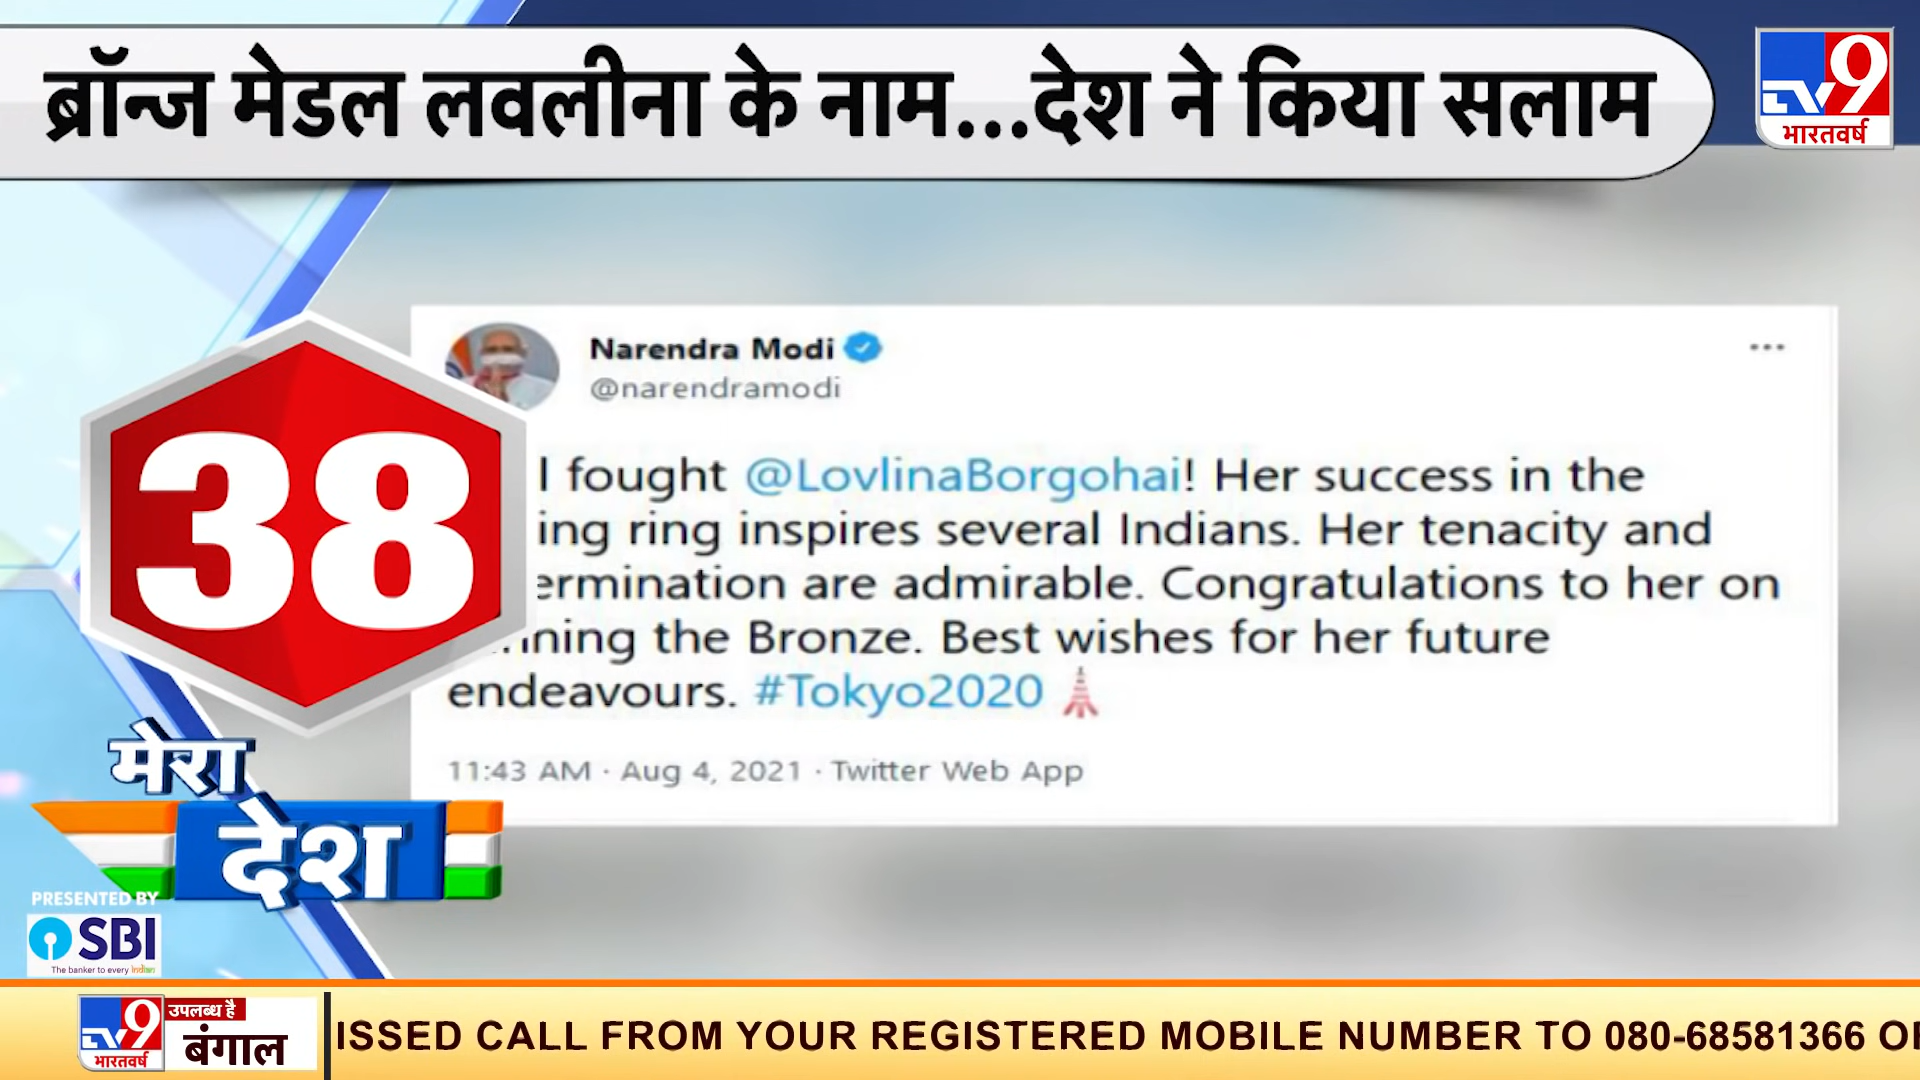 ब्रॉन्ज मेडल लवलीना के नाम...देश ने किया सलाम
TV9
भारतवर्ष
Narendra Modi
@narendramodi
l fought @LovlinaBorgohai! Her success in the
ing ring inspires several Indians. Her tenacity and
ermination are admirable. Congratulations to her on
nning the Bronze. Best wishes for her future
endeavours. #Tokyo2020
11:43 AM · Aug 4, 2021 · Twitter Web App
38
मेरा
देश
PRESENTED BY
SBI
The banker to every Indian
TV9
भारतवर्ष
उपलब्ध है
बंगाल
ISSED CALL FROM YOUR REGISTERED MOBILE NUMBER TO 080-68581366 O